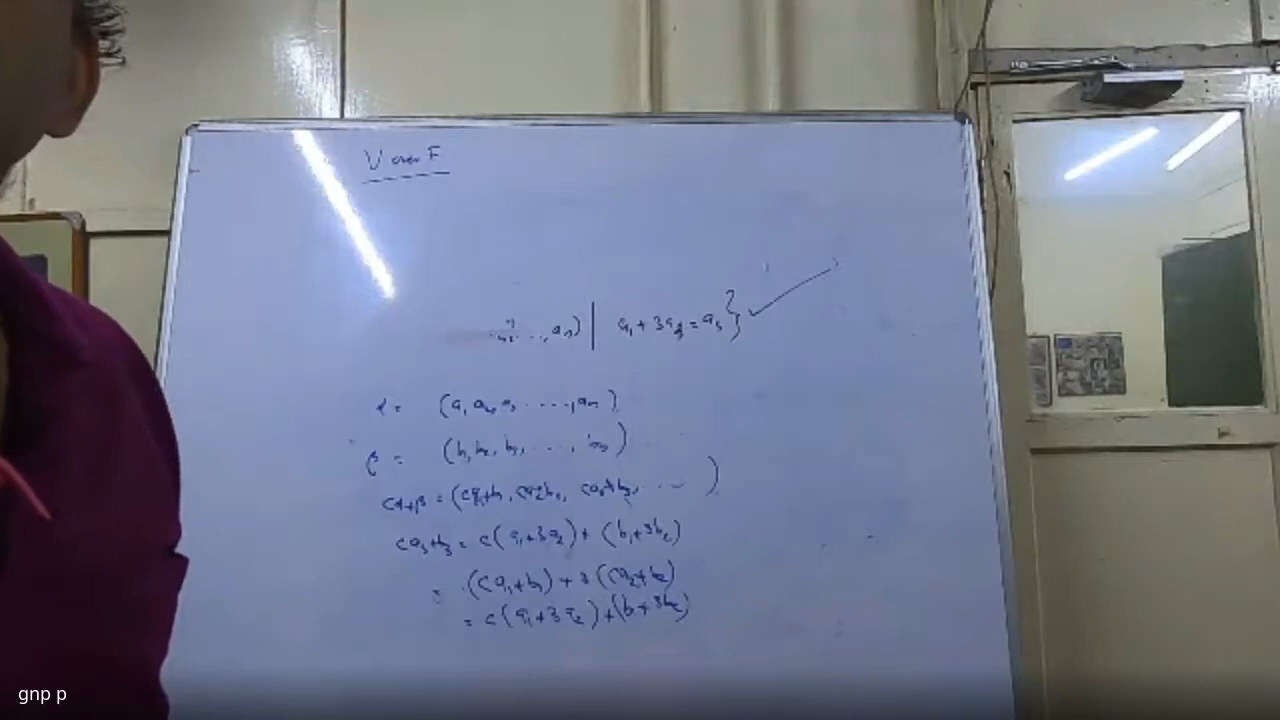 V over F
..., aₙ) | a₁ + 3a₂ = a₃ }
α = (a₁, a₂, a₃ ....., aₙ)
β = (b₁, b₂, b₃, ..., bₙ)
cα+β = (ca₁+b₁, ca₂+b₂, ca₃+b₃, ... )
ca₃+b₃ = c(a₁+3a₂) + (b₁+3b₂)
= (ca₁+b₁) + 3(ca₂+b₂)
= c(a₁+3a₂)+(b₁+3b₂)
gnp p